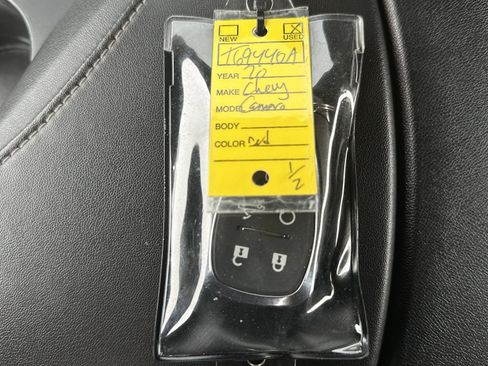 NEW USED
T69440A
YEAR 20
MAKE Chevy
MODEL Camaro
BODY
COLOR Red
1/2